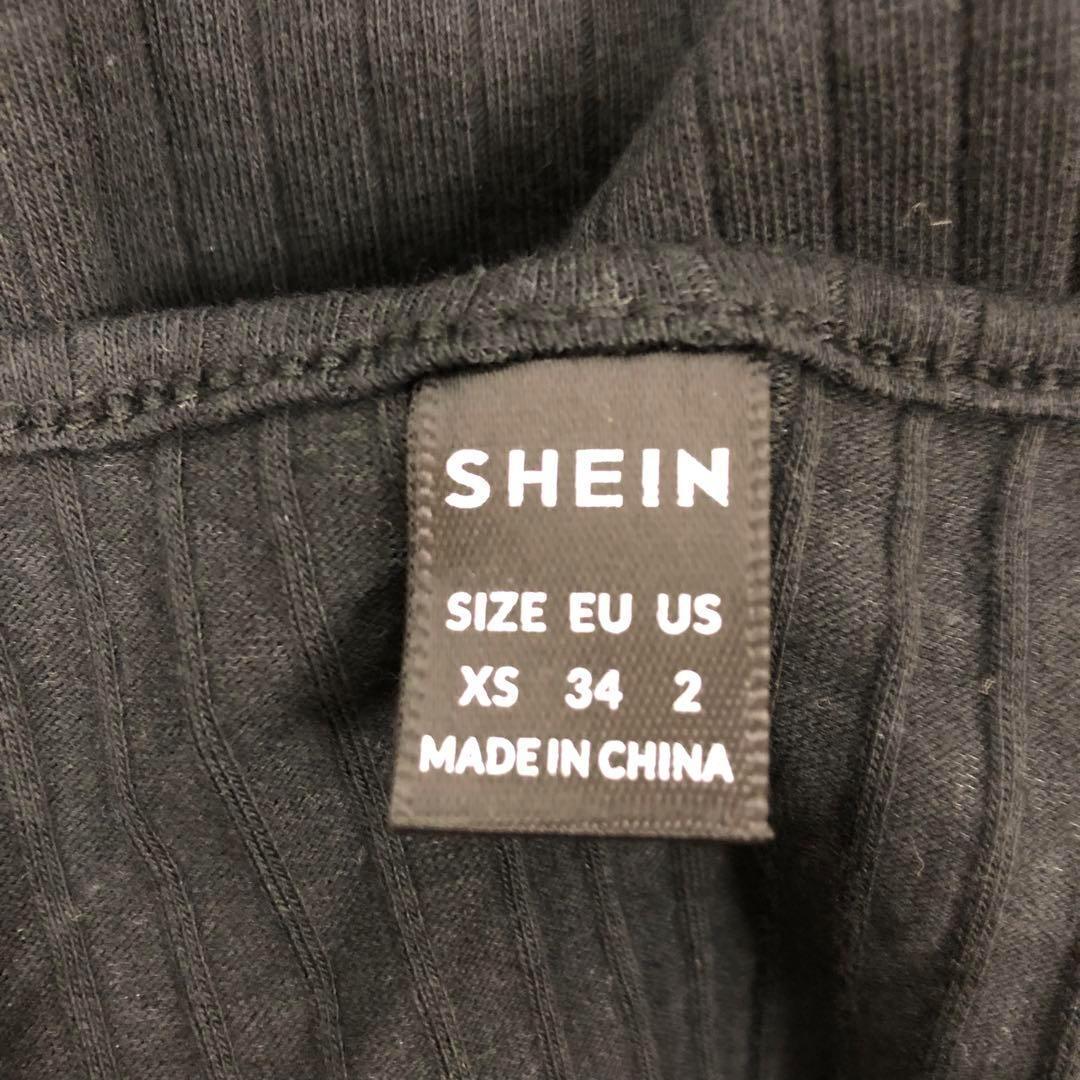 SHEIN
SIZE EU US
XS 34 2
MADE IN CHINA